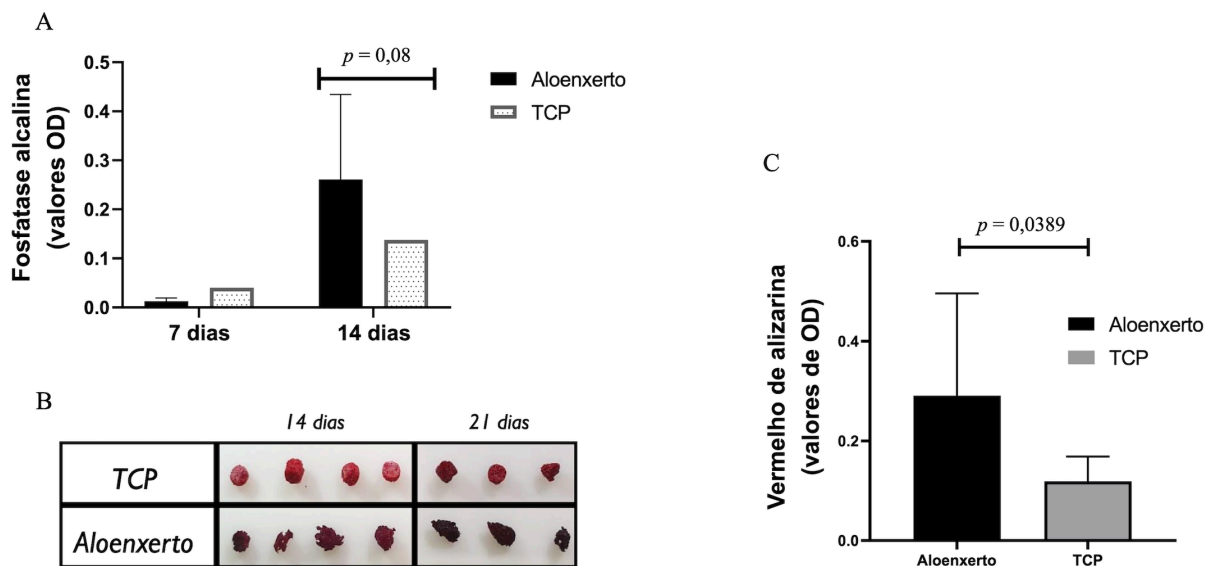 A
p = 0,08
0.5
0.4
0.3
0.2
0.1
0.0
Fosfatase alcalina
(valores OD)
7 dias
14 dias
Aloenxerto
TCP
B
14 dias
21 dias
TCP
Aloenxerto
C
p = 0,0389
0.6
0.4
0.2
0.0
Vermelho de alizarina
(valores de OD)
Aloenxerto
TCP
Aloenxerto
TCP